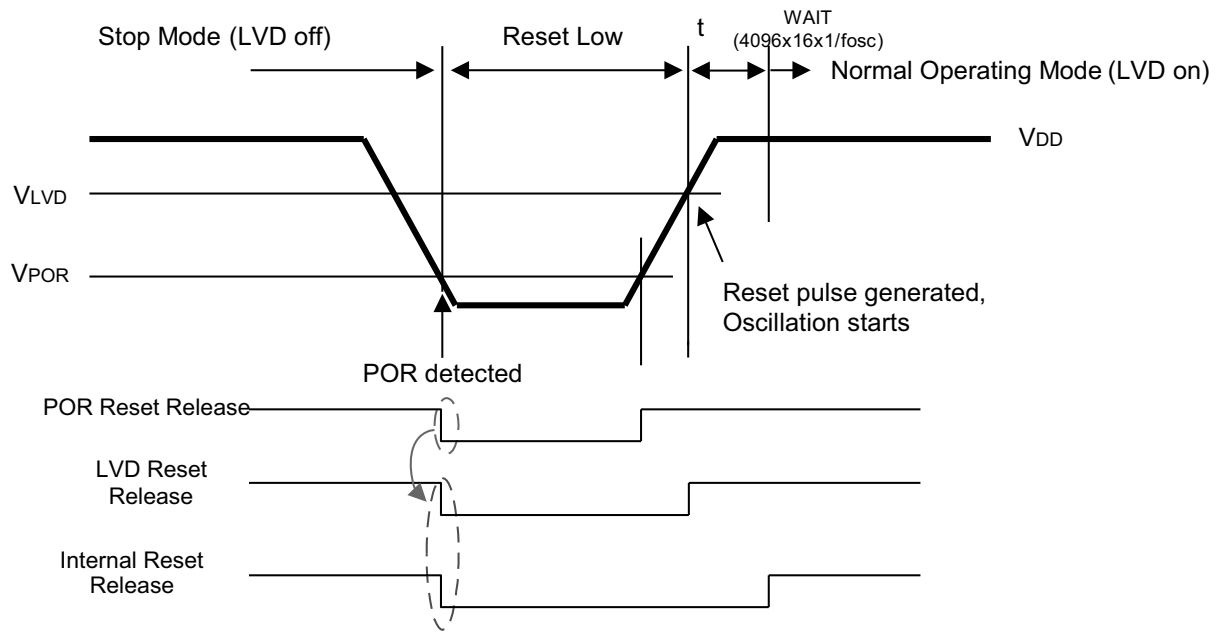 Stop Mode (LVD off)
Reset Low
t
WAIT
(4096x16x1/fosc)
Normal Operating Mode (LVD on)
VDD
VLVD
VPOR
Reset pulse generated,
Oscillation starts
POR detected
POR Reset Release
LVD Reset
Release
Internal Reset
Release